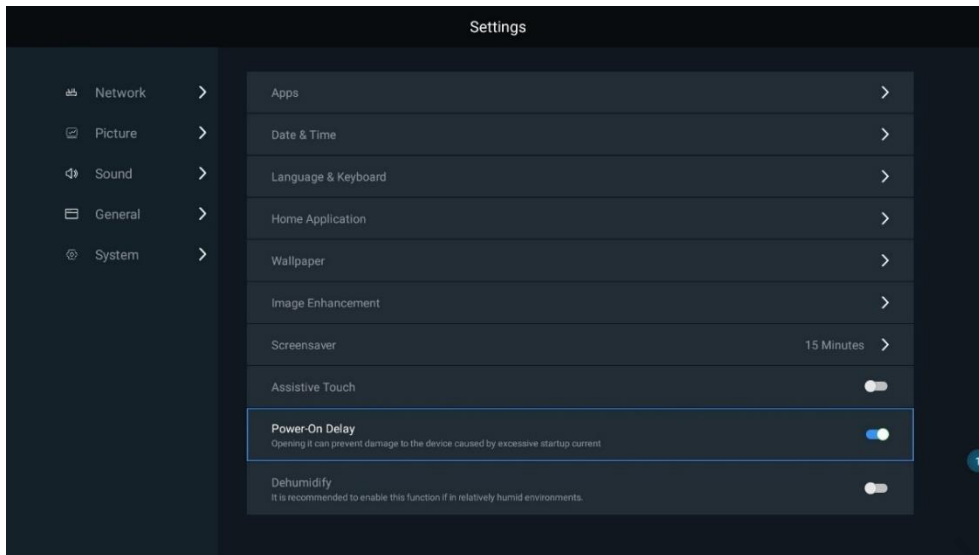 Settings
Network
Picture
Sound
General
System
Apps
Date & Time
Language & Keyboard
Home Application
Wallpaper
Image Enhancement
Screensaver 15 Minutes
Assistive Touch
Power-On Delay
Opening it can prevent damage to the device caused by excessive startup current
Dehumidify
It is recommended to enable this function if in relatively humid environments.